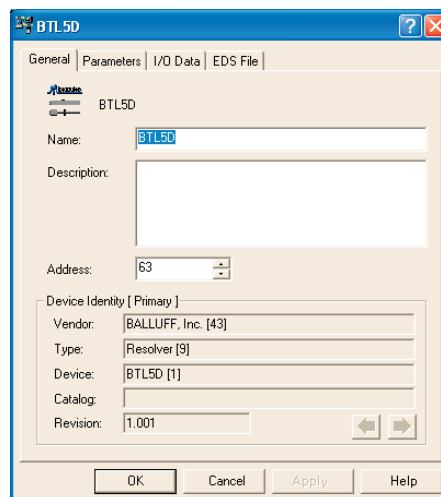 BTL5D
General Parameters I/O Data EDS File
BTL5D
Name: BTL5D
Description:
Address: 63
Device Identity [ Primary ]
Vendor: BALLUFF, Inc. [43]
Type: Resolver [9]
Device: BTL5D [1]
Catalog:
Revision: 1.001
OK Cancel Apply Help